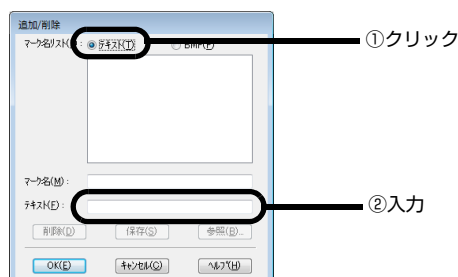 追加/削除
マーク名リスト(L): テキスト(T) BMP(P)
①クリック
マーク名(M):
テキスト(F):
②入力
削除(D) 保存(S) 参照(B)...
OK(E) キャンセル(C) ヘルプ(H)